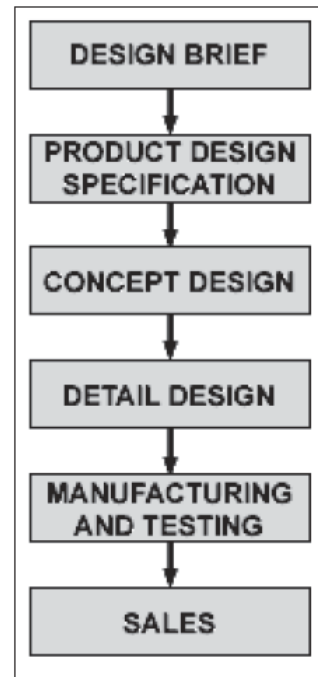 DESIGN BRIEF
PRODUCT DESIGN
SPECIFICATION
CONCEPT DESIGN
DETAIL DESIGN
MANUFACTURING
AND TESTING
SALES